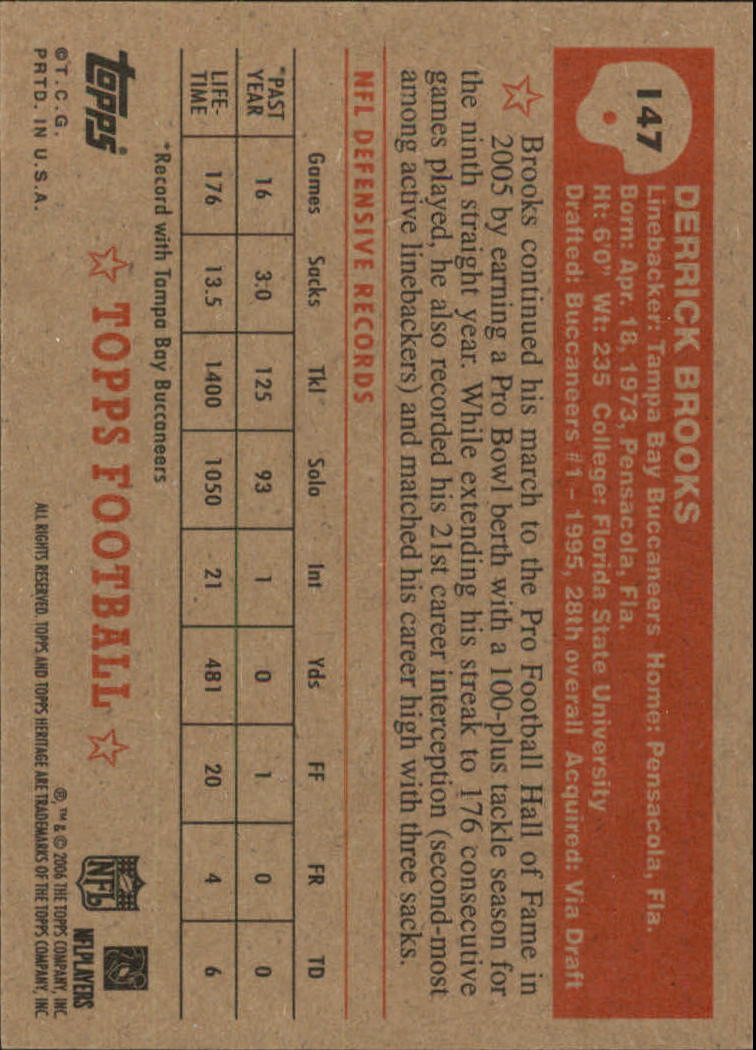 147
DERRICK BROOKS
Linebacker: Tampa Bay Buccaneers Home: Pensacola, Fla.
Born: Apr. 18, 1973, Pensacola, Fla.
Ht: 6'0" Wt: 235 College: Florida State University
Drafted: Buccaneers #1 - 1995, 28th overall Acquired: Via Draft
Brooks continued his march to the Pro Football Hall of Fame in
2005 by earning a Pro Bowl berth with a 100-plus tackle season for
the ninth straight year. While extending his streak to 176 consecutive
games played, he also recorded his 21st career interception (second-most
among active linebackers) and matched his career high with three sacks.
NFL DEFENSIVE RECORDS
Games Sacks Tkl Solo Int Yds FF FR TD
*PAST YEAR 16 3.0 125 93 1 0 1 0 0
LIFE-TIME 176 13.5 1400 1050 21 481 20 4 6
*Record with Tampa Bay Buccaneers
topps
TOPPS FOOTBALL
NFL
NFLPLAYERS
©T.C.G.
PRTD. IN U.S.A.
®, ™ & © 2006 THE TOPPS COMPANY, INC.
ALL RIGHTS RESERVED. TOPPS AND TOPPS HERITAGE ARE TRADEMARKS OF THE TOPPS COMPANY, INC